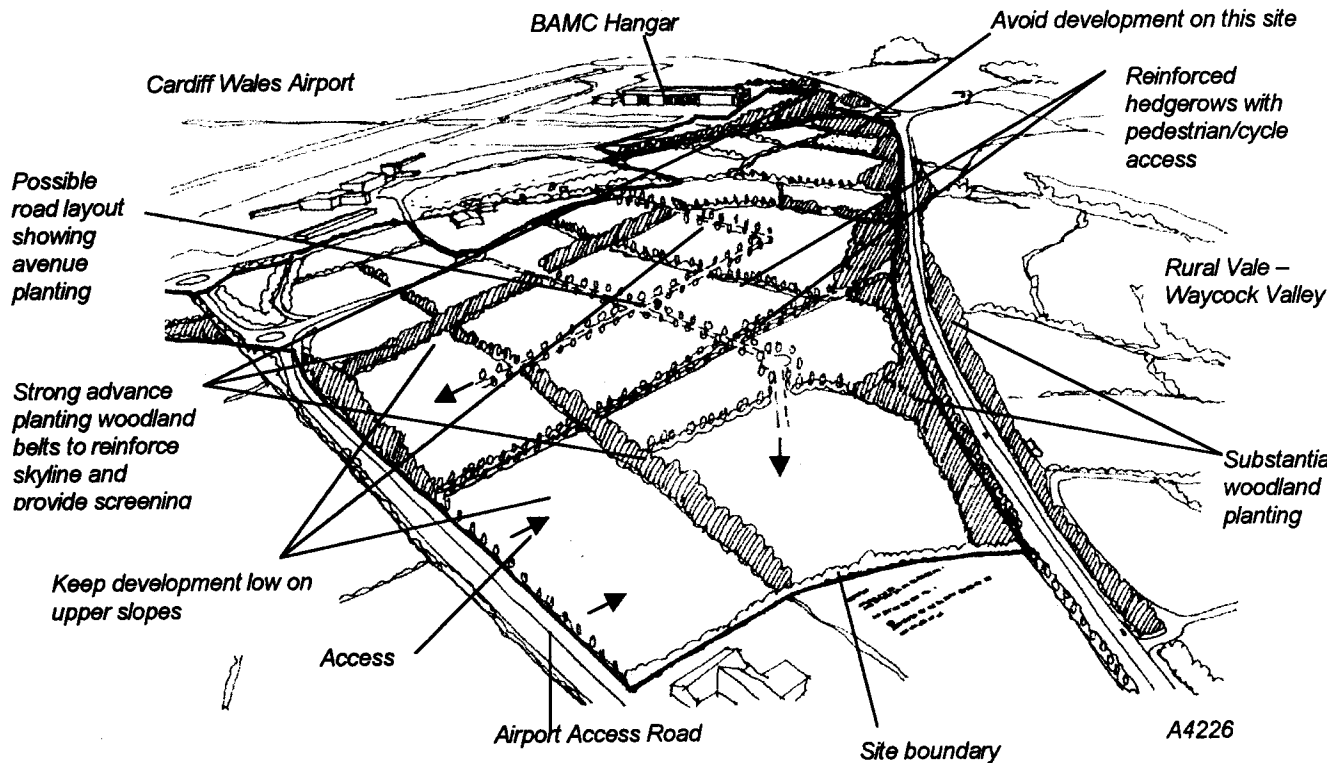 BAMC Hangar
Avoid development on this site
Cardiff Wales Airport
Reinforced
hedgerows with
pedestrian/cycle
access
Possible
road layout
showing
avenue
planting
Rural Vale –
Waycock Valley
Strong advance
planting woodland
belts to reinforce
skyline and
provide screening
Substantia
woodland
planting
Keep development low on
upper slopes
Access
Airport Access Road
Site boundary
A4226